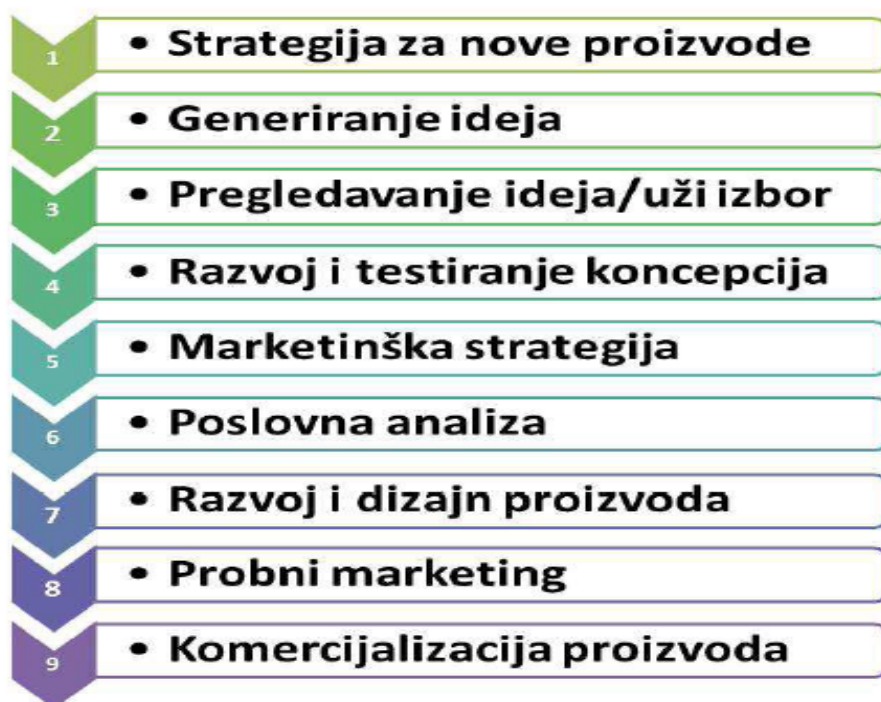 1 • Strategija za nove proizvode
2 • Generiranje ideja
3 • Pregledavanje ideja/uži izbor
4 • Razvoj i testiranje koncepcija
5 • Marketinška strategija
6 • Poslovna analiza
7 • Razvoj i dizajn proizvoda
8 • Probni marketing
9 • Komercijalizacija proizvoda